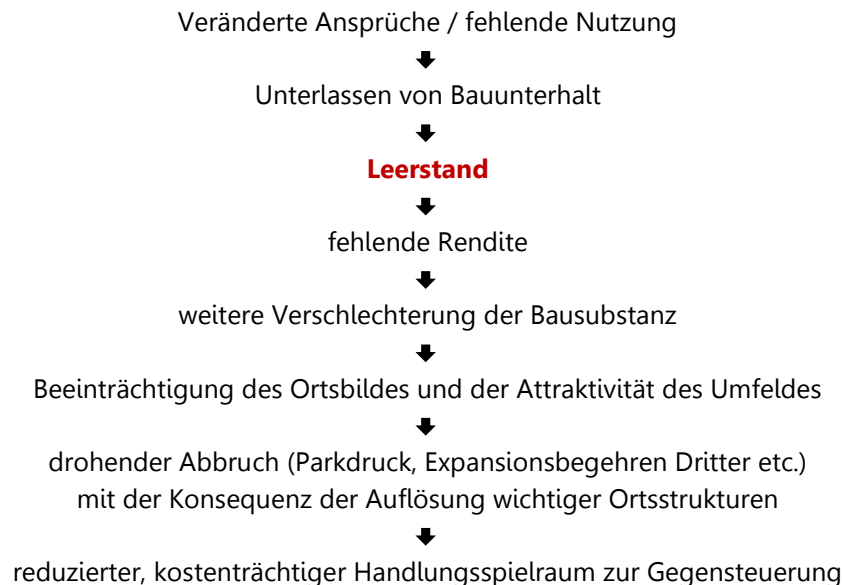 Veränderte Ansprüche / fehlende Nutzung
Unterlassen von Bauunterhalt
Leerstand
fehlende Rendite
weitere Verschlechterung der Bausubstanz
Beeinträchtigung des Ortsbildes und der Attraktivität des Umfeldes
drohender Abbruch (Parkdruck, Expansionsbegehren Dritter etc.)
mit der Konsequenz der Auflösung wichtiger Ortsstrukturen
reduzierter, kostenträchtiger Handlungsspielraum zur Gegensteuerung